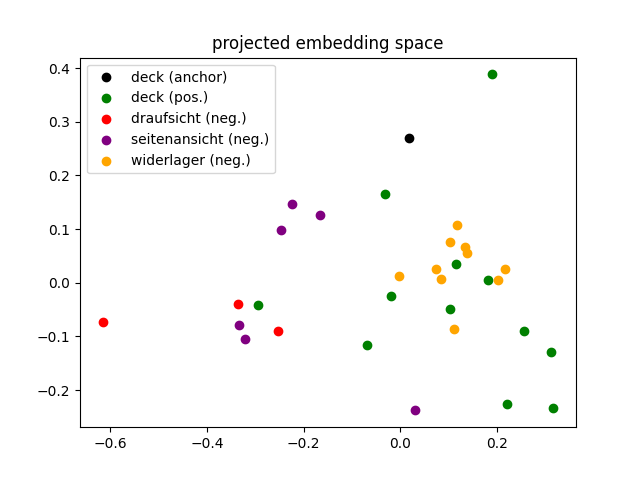 projected embedding space
deck (anchor)
deck (pos.)
draufsicht (neg.)
seitenansicht (neg.)
widerlager (neg.)
0.4
0.3
0.2
0.1
0.0
−0.1
−0.2
−0.6
−0.4
−0.2
0.0
0.2